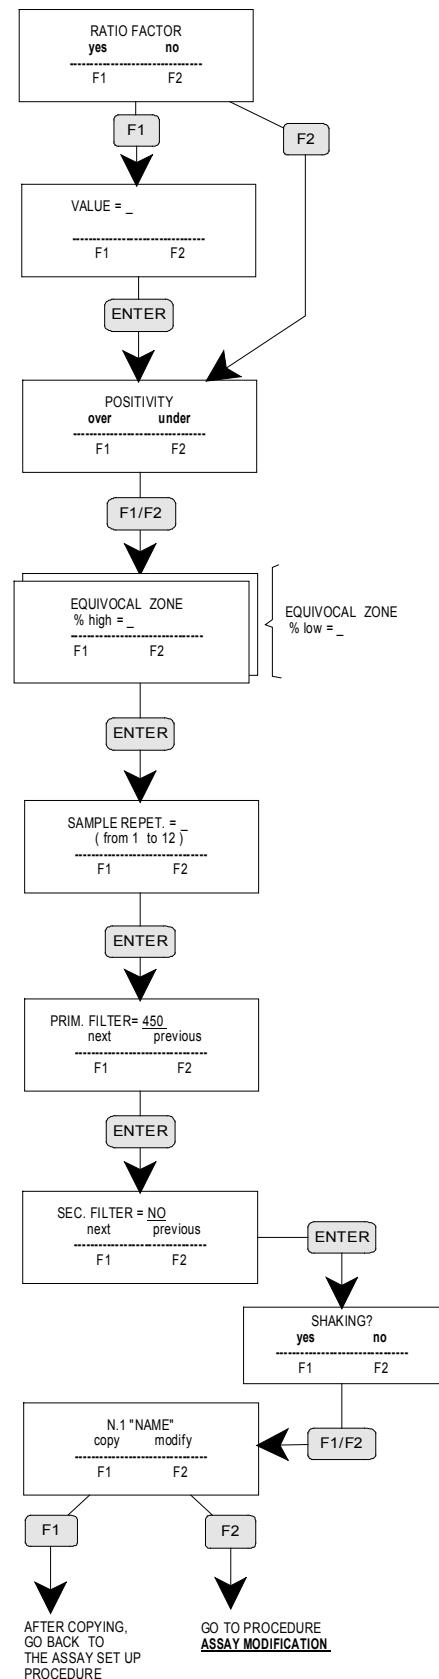 RATIO FACTOR
yes no
--------------------------------
F1 F2
F1
F2
VALUE = _
--------------------------------
F1 F2
ENTER
POSITIVITY
over under
--------------------------------
F1 F2
F1/F2
EQUIVOCAL ZONE
% high = _
--------------------------------
F1 F2
EQUIVOCAL ZONE
% low = _
ENTER
SAMPLE REPET. = _
( from 1 to 12 )
--------------------------------
F1 F2
ENTER
PRIM. FILTER= 450
next previous
--------------------------------
F1 F2
ENTER
SEC. FILTER = NO
next previous
--------------------------------
F1 F2
ENTER
SHAKING?
yes no
--------------------------------
F1 F2
F1/F2
N.1 "NAME"
copy modify
--------------------------------
F1 F2
F1
F2
AFTER COPYING,
GO BACK TO
THE ASSAY SET UP
PROCEDURE
GO TO PROCEDURE
ASSAY MODIFICATION